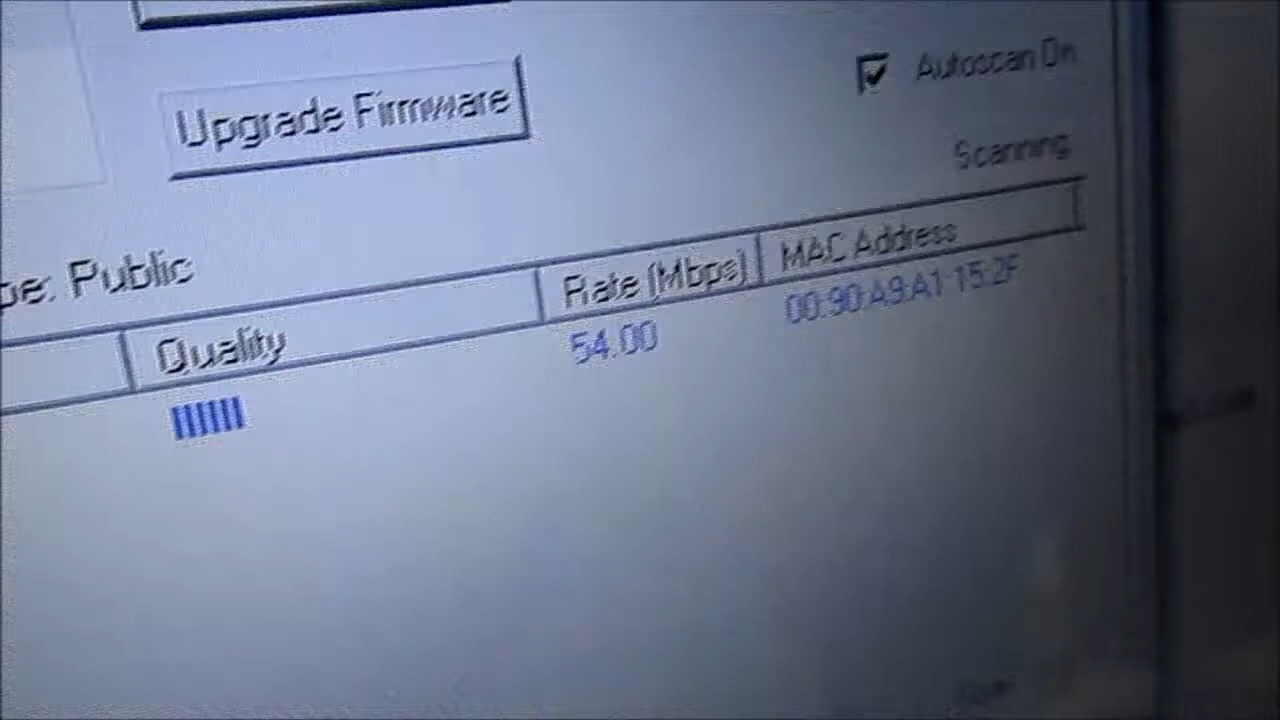 Autoscan On
Upgrade Firmware
Scanning
pe: Public
Quality Rate (Mbps) MAC Address
54.00 00:90:A9:A1:15:2F